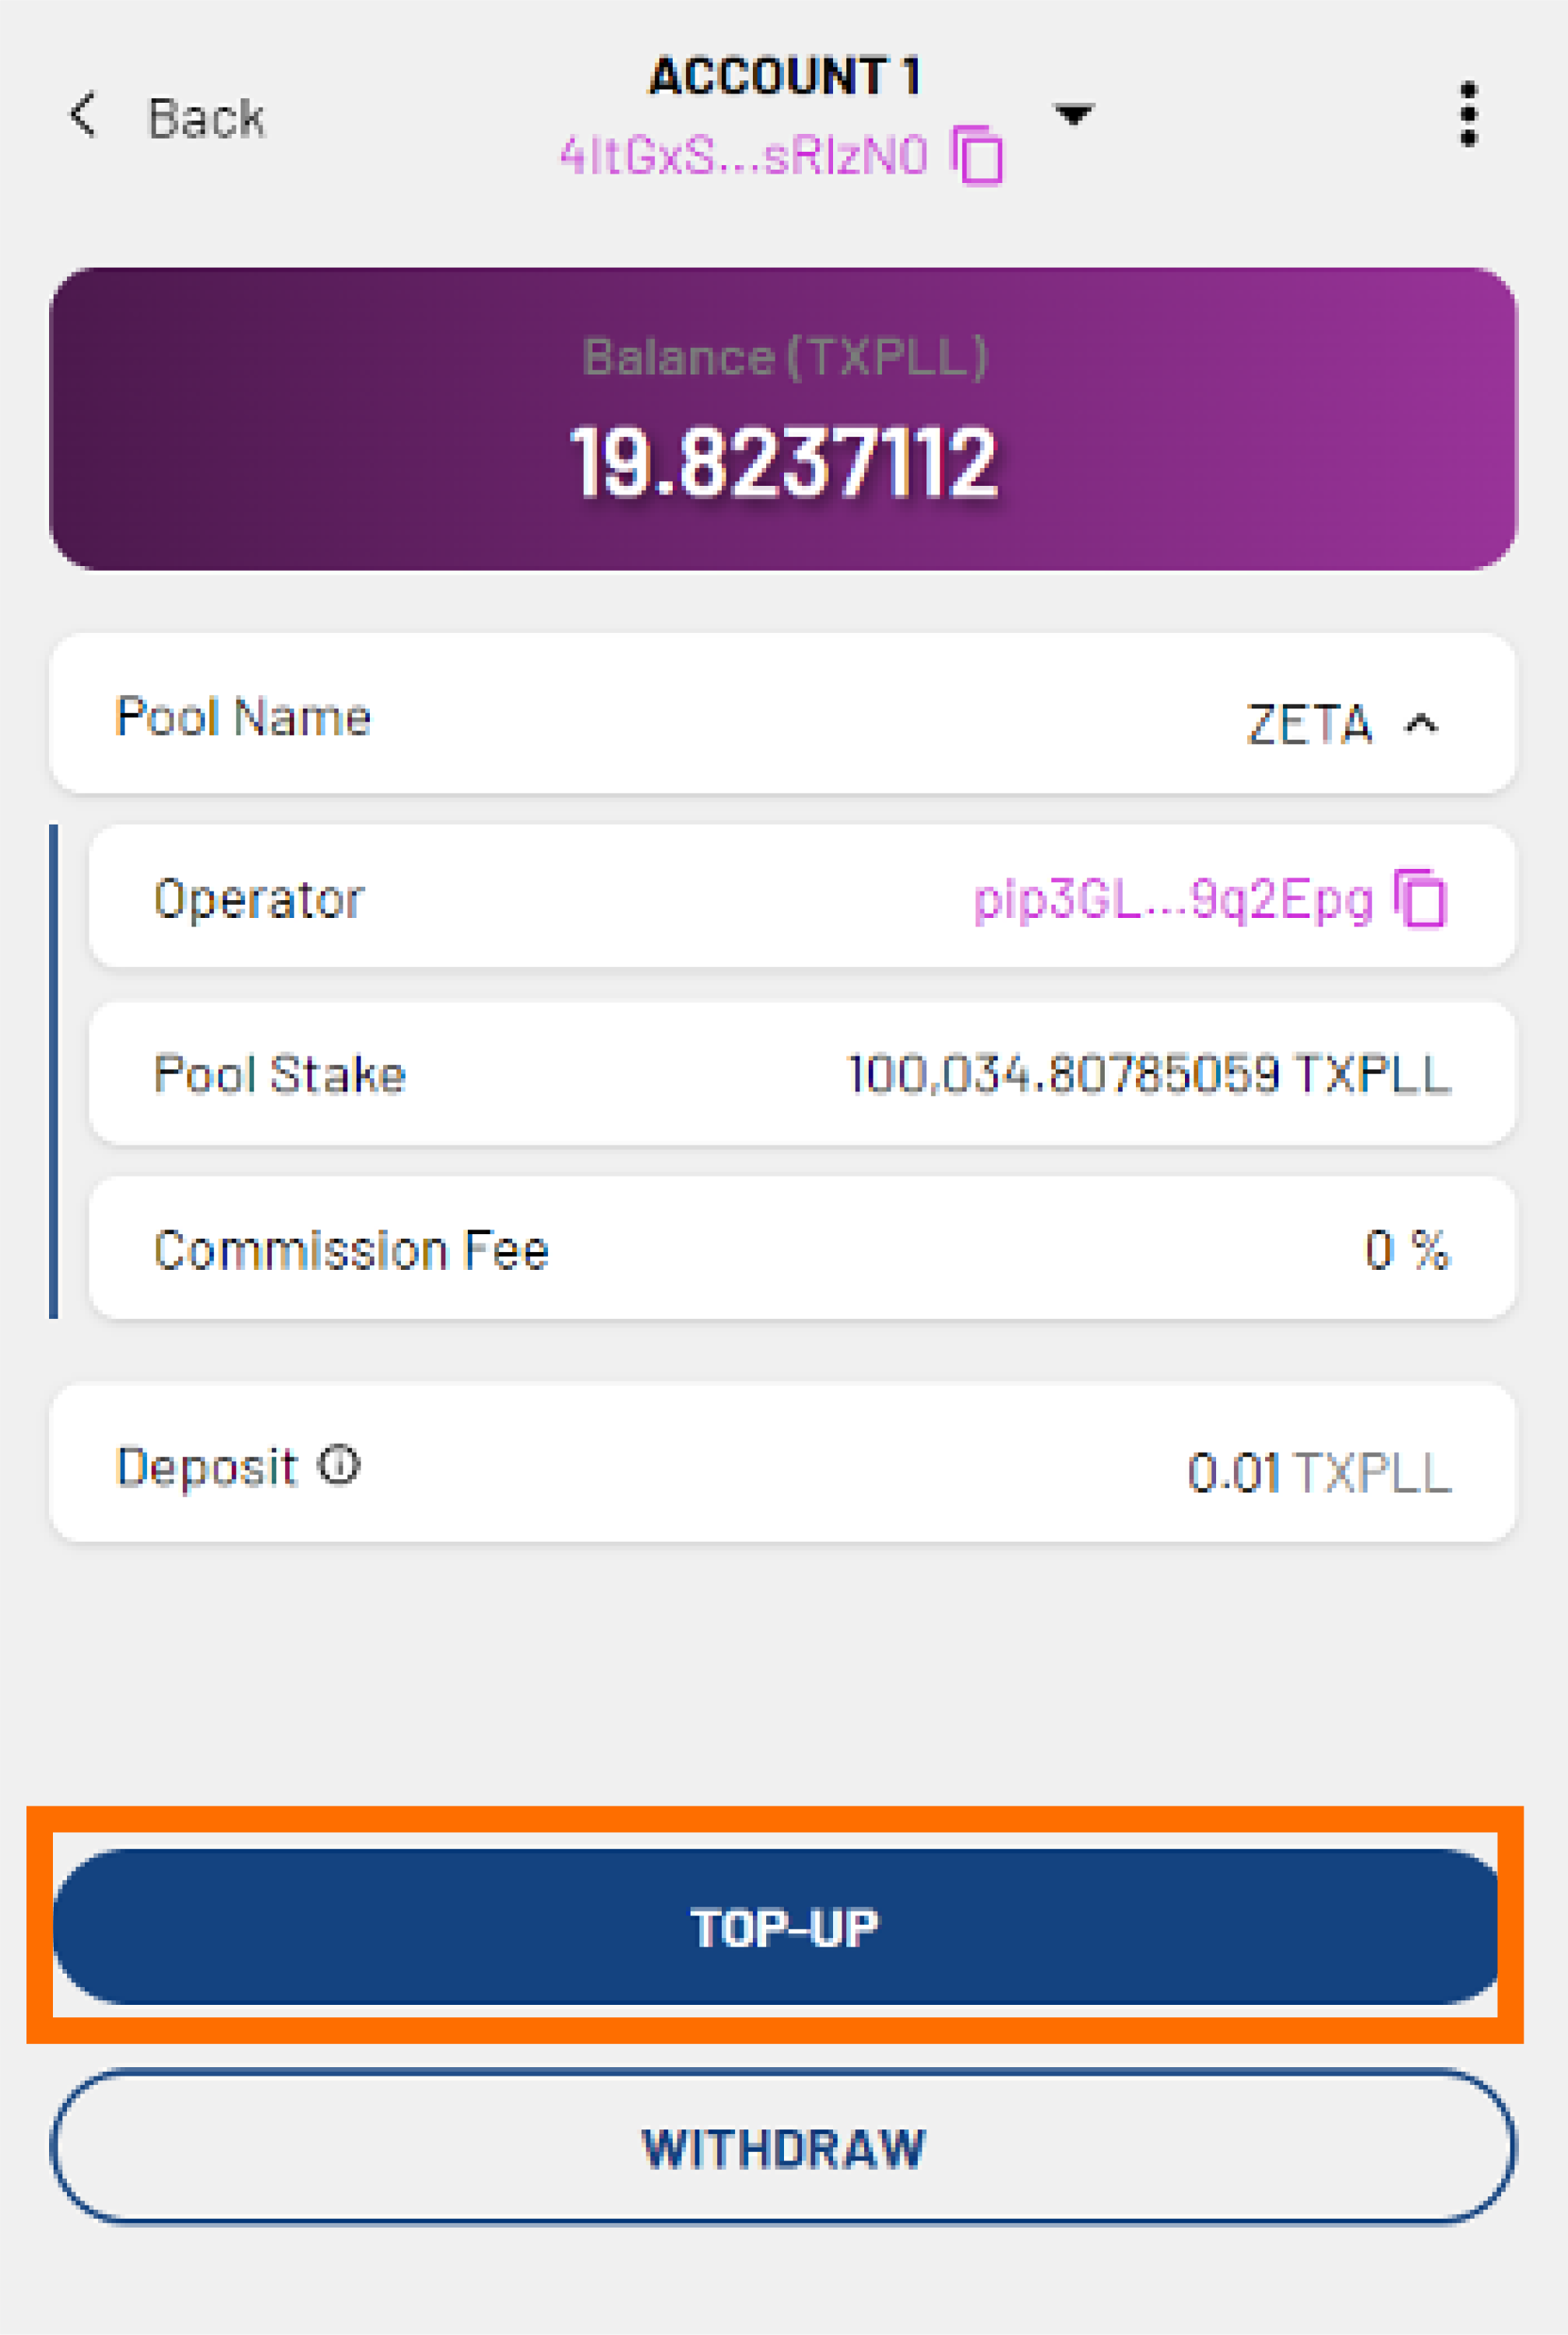 Back
ACCOUNT 1
4ItGxS...sRIzN0
Balance (TXPLL)
19.8237112
Pool Name ZETA
Operator pip3GL...9q2Epg
Pool Stake 100,034.80785059 TXPLL
Commission Fee 0 %
Deposit 0.01 TXPLL
TOP-UP
WITHDRAW